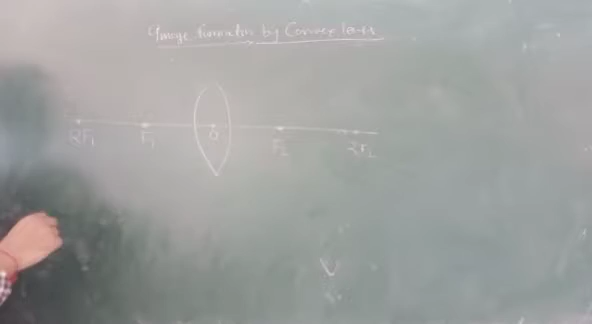 Image formation by Convex lens
2F₁ F₁ O F₂ 2F₂